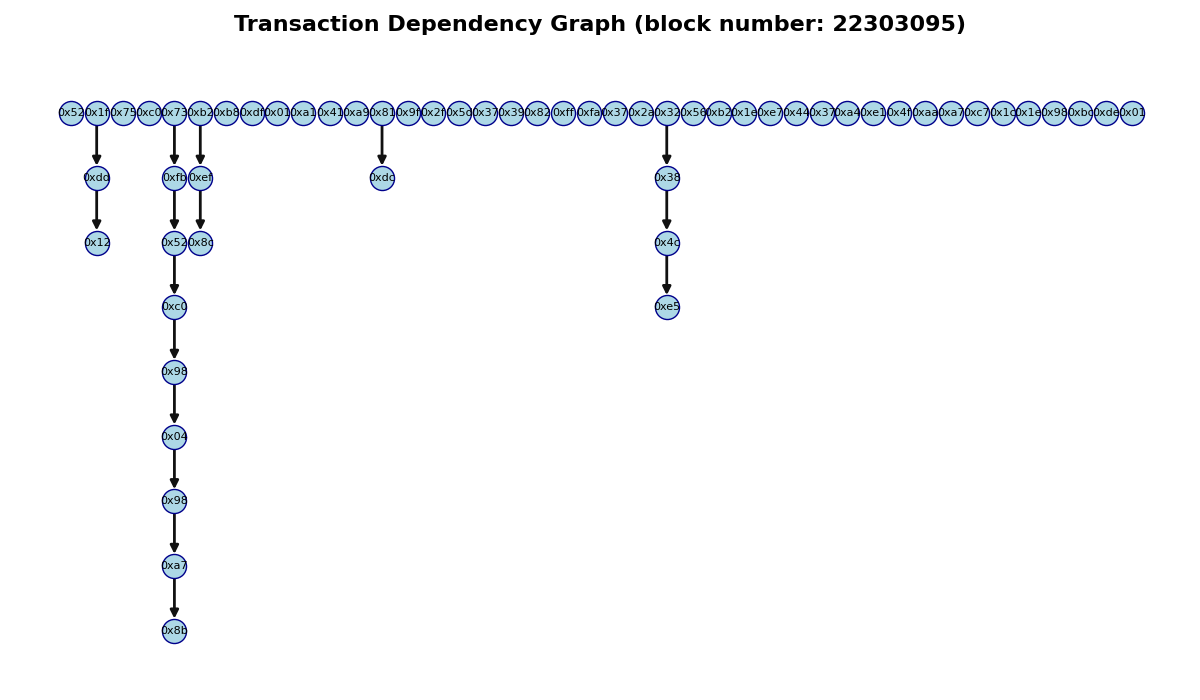 Transaction Dependency Graph (block number: 22303095)
0x52 0x1f 0x75 0xc0 0x73 0xb2 0xb8 0xdf 0x01 0xa1 0x41 0xa9 0x81 0x9f 0x2f 0x5d 0x37 0x39 0x82 0xff 0xfa 0x37 0x2a 0x32 0x56 0xb2 0x1e 0xe7 0x44 0x37 0xa4 0xe1 0x4f 0xaa 0xa7 0xc7 0x1c 0x1e 0x98 0xbc 0xde 0x01
0xfb 0xef 0xdc 0x38
0x12 0x52 0x8c 0x4c
0xc0 0xe5
0x98
0x04
0x98
0xa7
0x8b